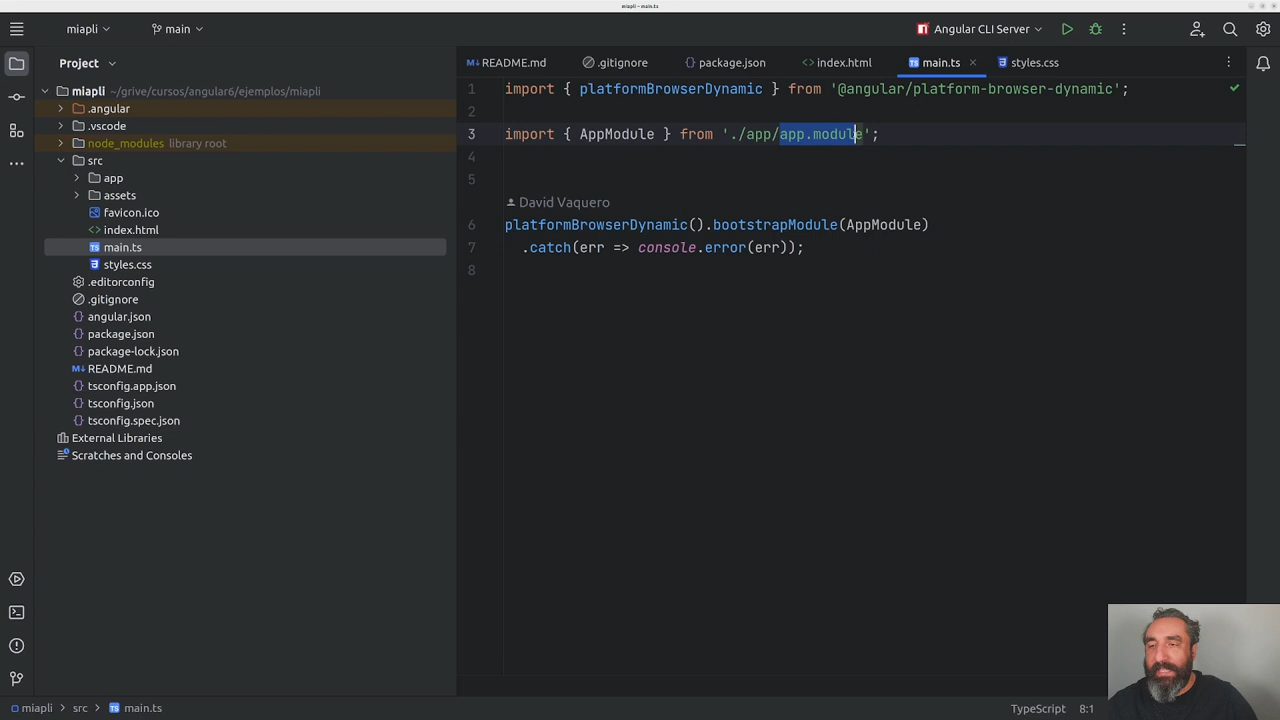 miapli – main.ts
miapli
main
Angular CLI Server
Project
README.md
.gitignore
package.json
index.html
main.ts
styles.css
miapli ~/grive/cursos/angular6/ejemplos/miapli
.angular
.vscode
node_modules library root
src
app
assets
favicon.ico
index.html
main.ts
styles.css
.editorconfig
.gitignore
angular.json
package.json
package-lock.json
README.md
tsconfig.app.json
tsconfig.json
tsconfig.spec.json
External Libraries
Scratches and Consoles
1 import { platformBrowserDynamic } from '@angular/platform-browser-dynamic';
2
3 import { AppModule } from './app/app.module';
4
5
David Vaquero
6 platformBrowserDynamic().bootstrapModule(AppModule)
7 .catch(err => console.error(err));
8
miapli > src > main.ts
TypeScript 8:1